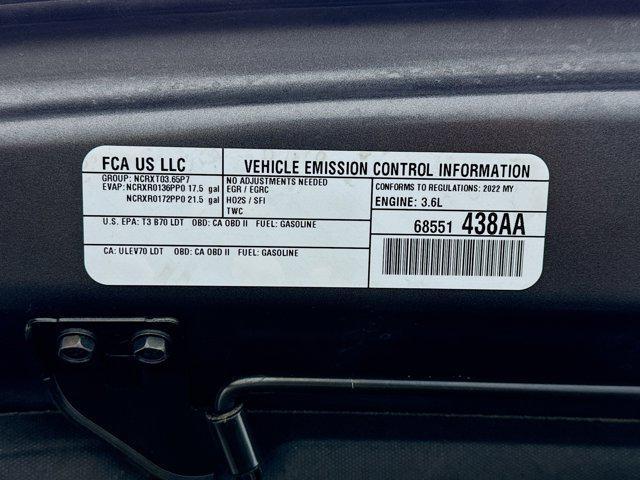 FCA US LLC
VEHICLE EMISSION CONTROL INFORMATION
GROUP: NCRXT03.65P7
EVAP: NCRXR0136PP0 17.5 gal
NCRXR0172PP0 21.5 gal
NO ADJUSTMENTS NEEDED
EGR / EGRC
HO2S / SFI
TWC
CONFORMS TO REGULATIONS: 2022 MY
ENGINE: 3.6L
U.S. EPA: T3 B70 LDT OBD: CA OBD II FUEL: GASOLINE
CA: ULEV70 LDT OBD: CA OBD II FUEL: GASOLINE
68551 438AA